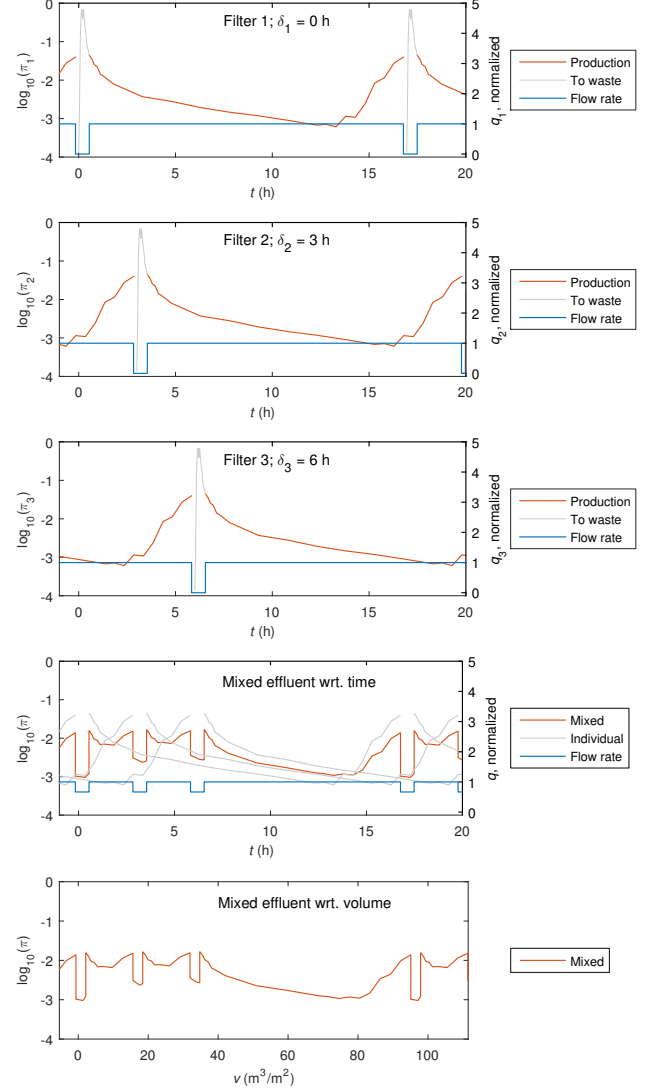 Filter 1; δ1 = 0 h
0
-1
-2
-3
-4
log10(π1)
5
4
3
2
1
0
q1, normalized
0 5 10 15 20
t (h)
Production
To waste
Flow rate
Filter 2; δ2 = 3 h
0
-1
-2
-3
-4
log10(π2)
5
4
3
2
1
0
q2, normalized
0 5 10 15 20
t (h)
Production
To waste
Flow rate
Filter 3; δ3 = 6 h
0
-1
-2
-3
-4
log10(π3)
5
4
3
2
1
0
q3, normalized
0 5 10 15 20
t (h)
Production
To waste
Flow rate
Mixed effluent wrt. time
0
-1
-2
-3
-4
log10(π)
5
4
3
2
1
0
q, normalized
0 5 10 15 20
t (h)
Mixed
Individual
Flow rate
Mixed effluent wrt. volume
0
-1
-2
-3
-4
log10(π)
0 20 40 60 80 100
v (m³/m²)
Mixed